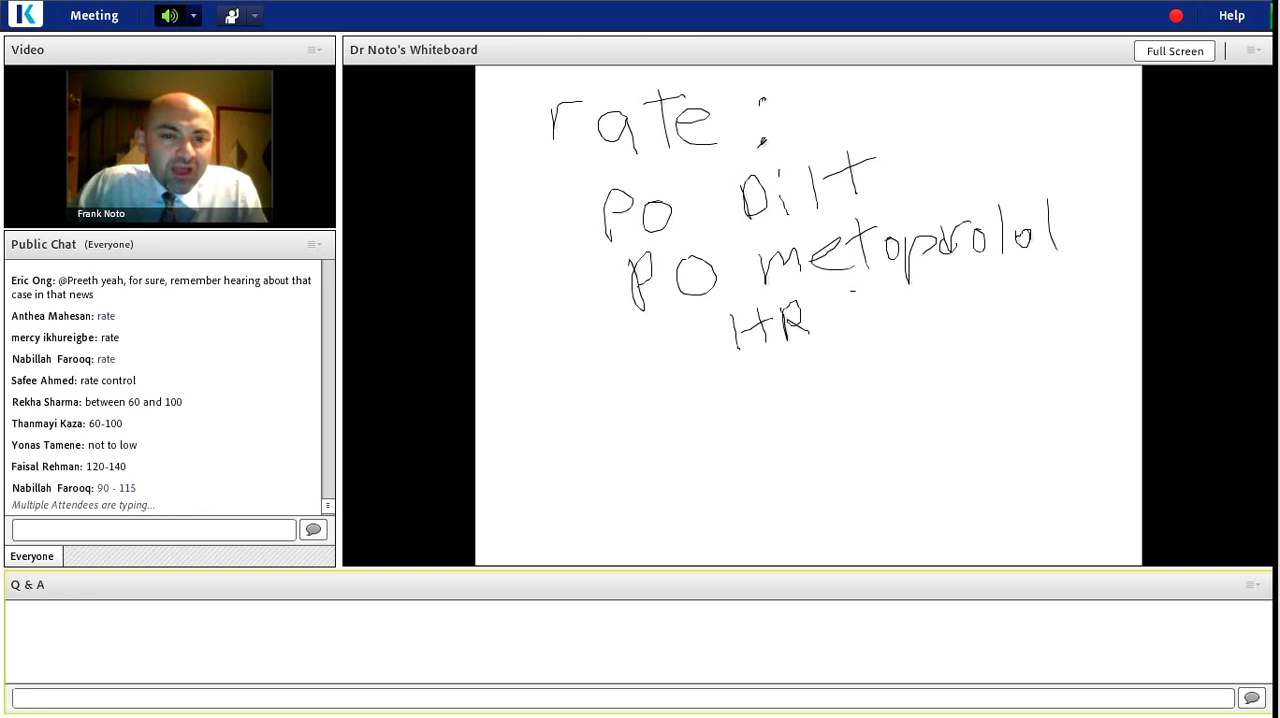 K
Meeting
Help
Video
Frank Noto
Dr Noto's Whiteboard
Full Screen
rate :
po Dilt
po metoprolol
HR
Public Chat (Everyone)
Eric Ong: @Preeth yeah, for sure, remember hearing about that
case in that news
Anthea Mahesan: rate
mercy ikhureigbe: rate
Nabillah Farooq: rate
Safee Ahmed: rate control
Rekha Sharma: between 60 and 100
Thanmayi Kaza: 60-100
Yonas Tamene: not to low
Faisal Rehman: 120-140
Nabillah Farooq: 90 - 115
Multiple Attendees are typing...
Everyone
Q & A